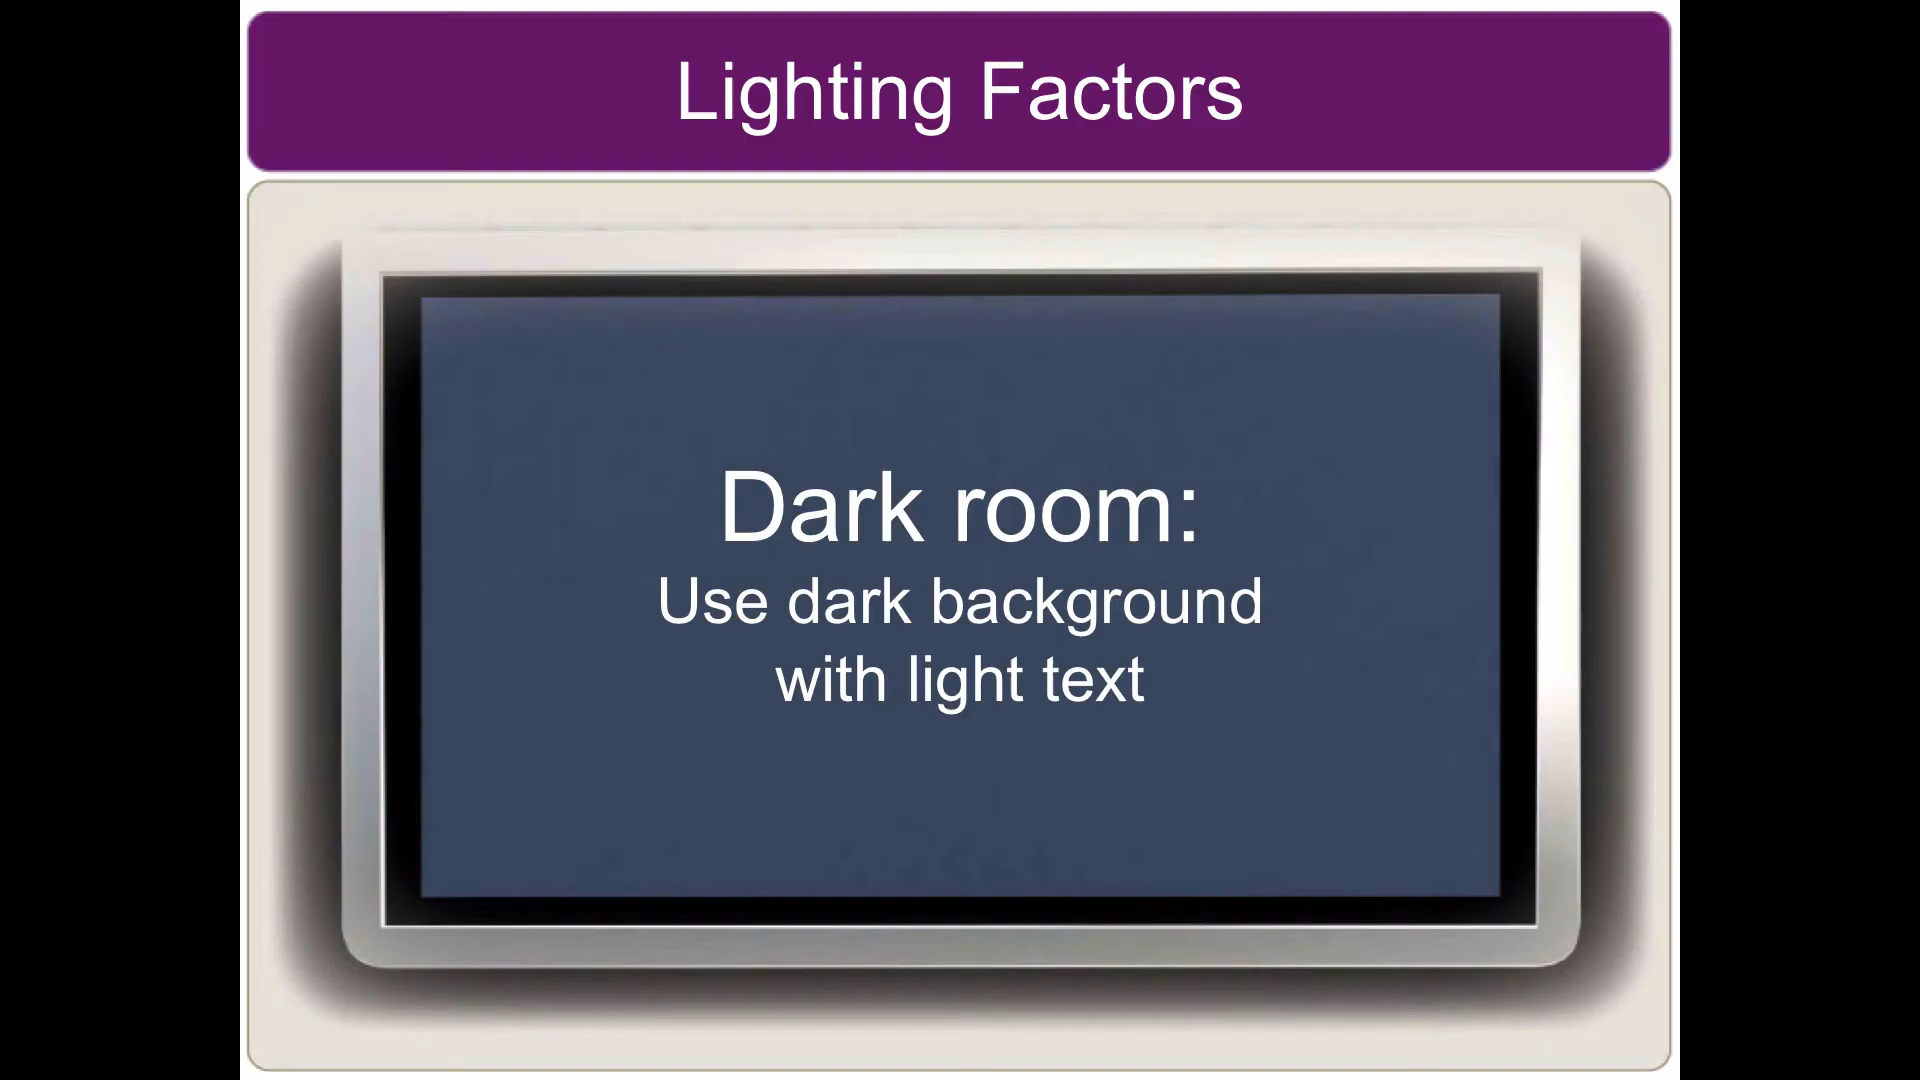 Lighting Factors
Dark room:
Use dark background
with light text